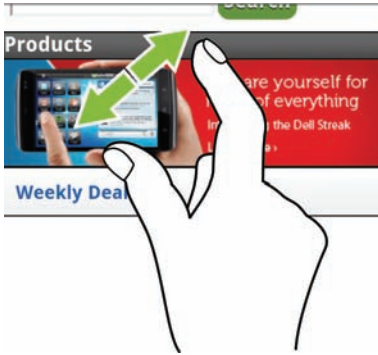 Search
Products
are yourself for
of everything
the Dell Streak
Weekly